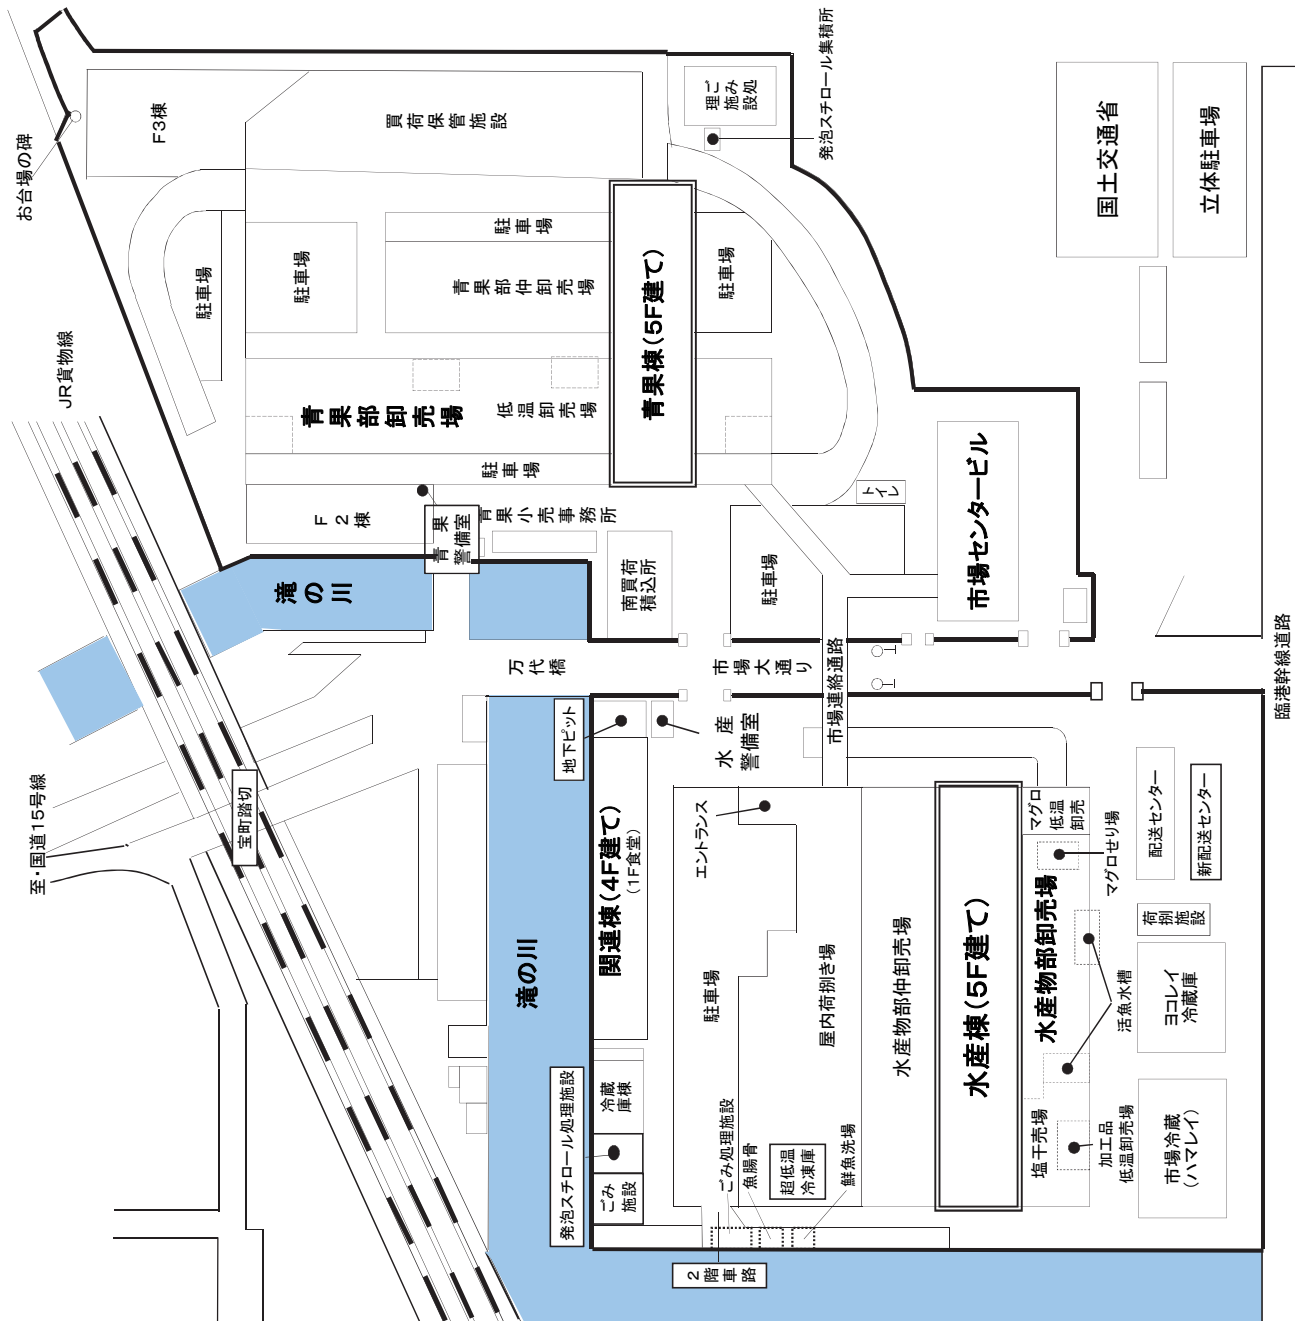 お台場の碑
F3棟
買荷保管施設
ごみ処
理施設
発泡スチロール集積所
国土交通省
立体駐車場
駐車場
駐車場
駐車場
青果部仲卸売場
駐車場
青果棟(5F建て)
JR貨物線
青果部卸売場
低温卸売場
駐車場
F2棟
青果
警備室
青果小売事務所
南買荷
積込所
駐車場
トイレ
市場センタービル
滝の川
万代橋
市場大通り
市場連絡通路
臨港幹線道路
至・国道15号線
宝町踏切
地下ピット
水産
警備室
関連棟(4F建て)
(1F食堂)
エントランス
マグロ
低温
卸売
マグロせり場
配送センター
新配送センター
荷捌施設
滝の川
駐車場
屋内荷捌き場
水産物部仲卸売場
水産棟(5F建て)
水産物部卸売場
活魚水槽
ヨコレイ
冷蔵庫
発泡スチロール処理施設
冷蔵
庫棟
ごみ
施設
ごみ処理施設
魚腸骨
超低温
冷凍庫
鮮魚洗場
塩干売場
加工品
低温卸売場
市場冷蔵
(ハマレイ)
2階車路